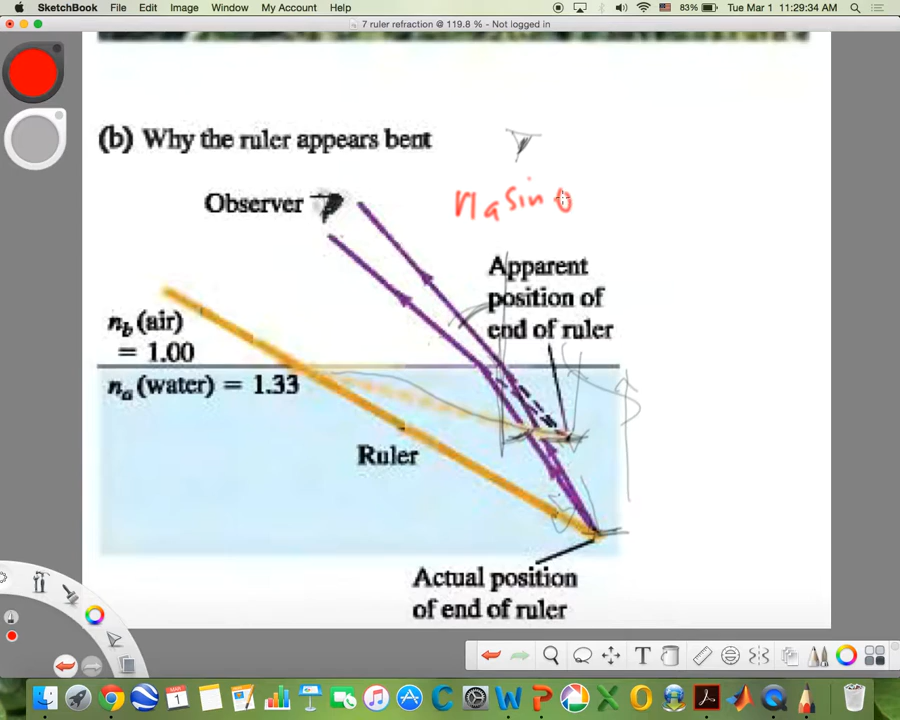 SketchBook File Edit Image Window My Account Help 83% Tue Mar 1 11:29:34 AM
7 ruler refraction @ 119.8 % - Not logged in
(b) Why the ruler appears bent
Observer
na sin θ
Apparent
position of
end of ruler
nb (air)
= 1.00
na (water) = 1.33
Ruler
Actual position
of end of ruler